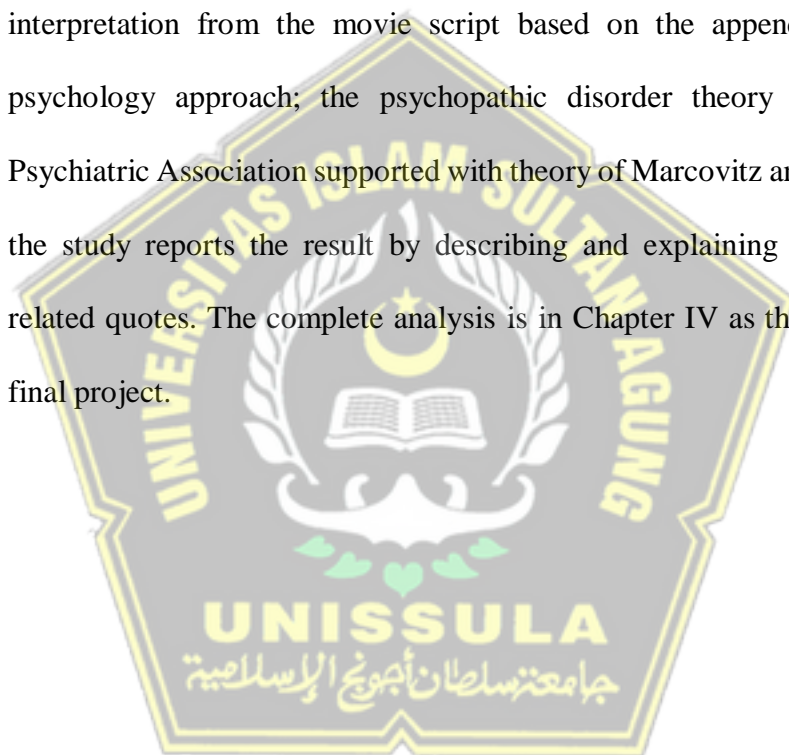 interpretation from the movie script based on the append
psychology approach; the psychopathic disorder theory
Psychiatric Association supported with theory of Marcovitz ar
the study reports the result by describing and explaining
related quotes. The complete analysis is in Chapter IV as th
final project.
UNIVERSITAS ISLAM SULTAN AGUNG
UNISSULA
جامعة سلطان أجونج الإسلامية